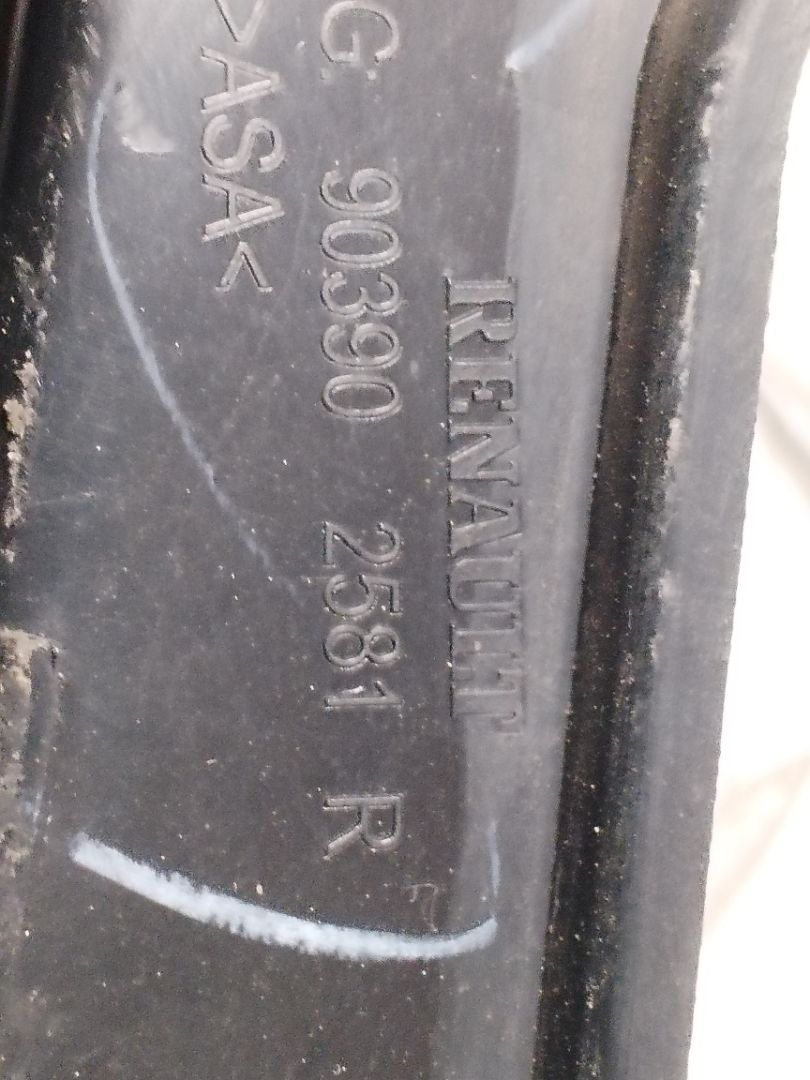 RENAULT
G. 90390 2581 R
>ASA<